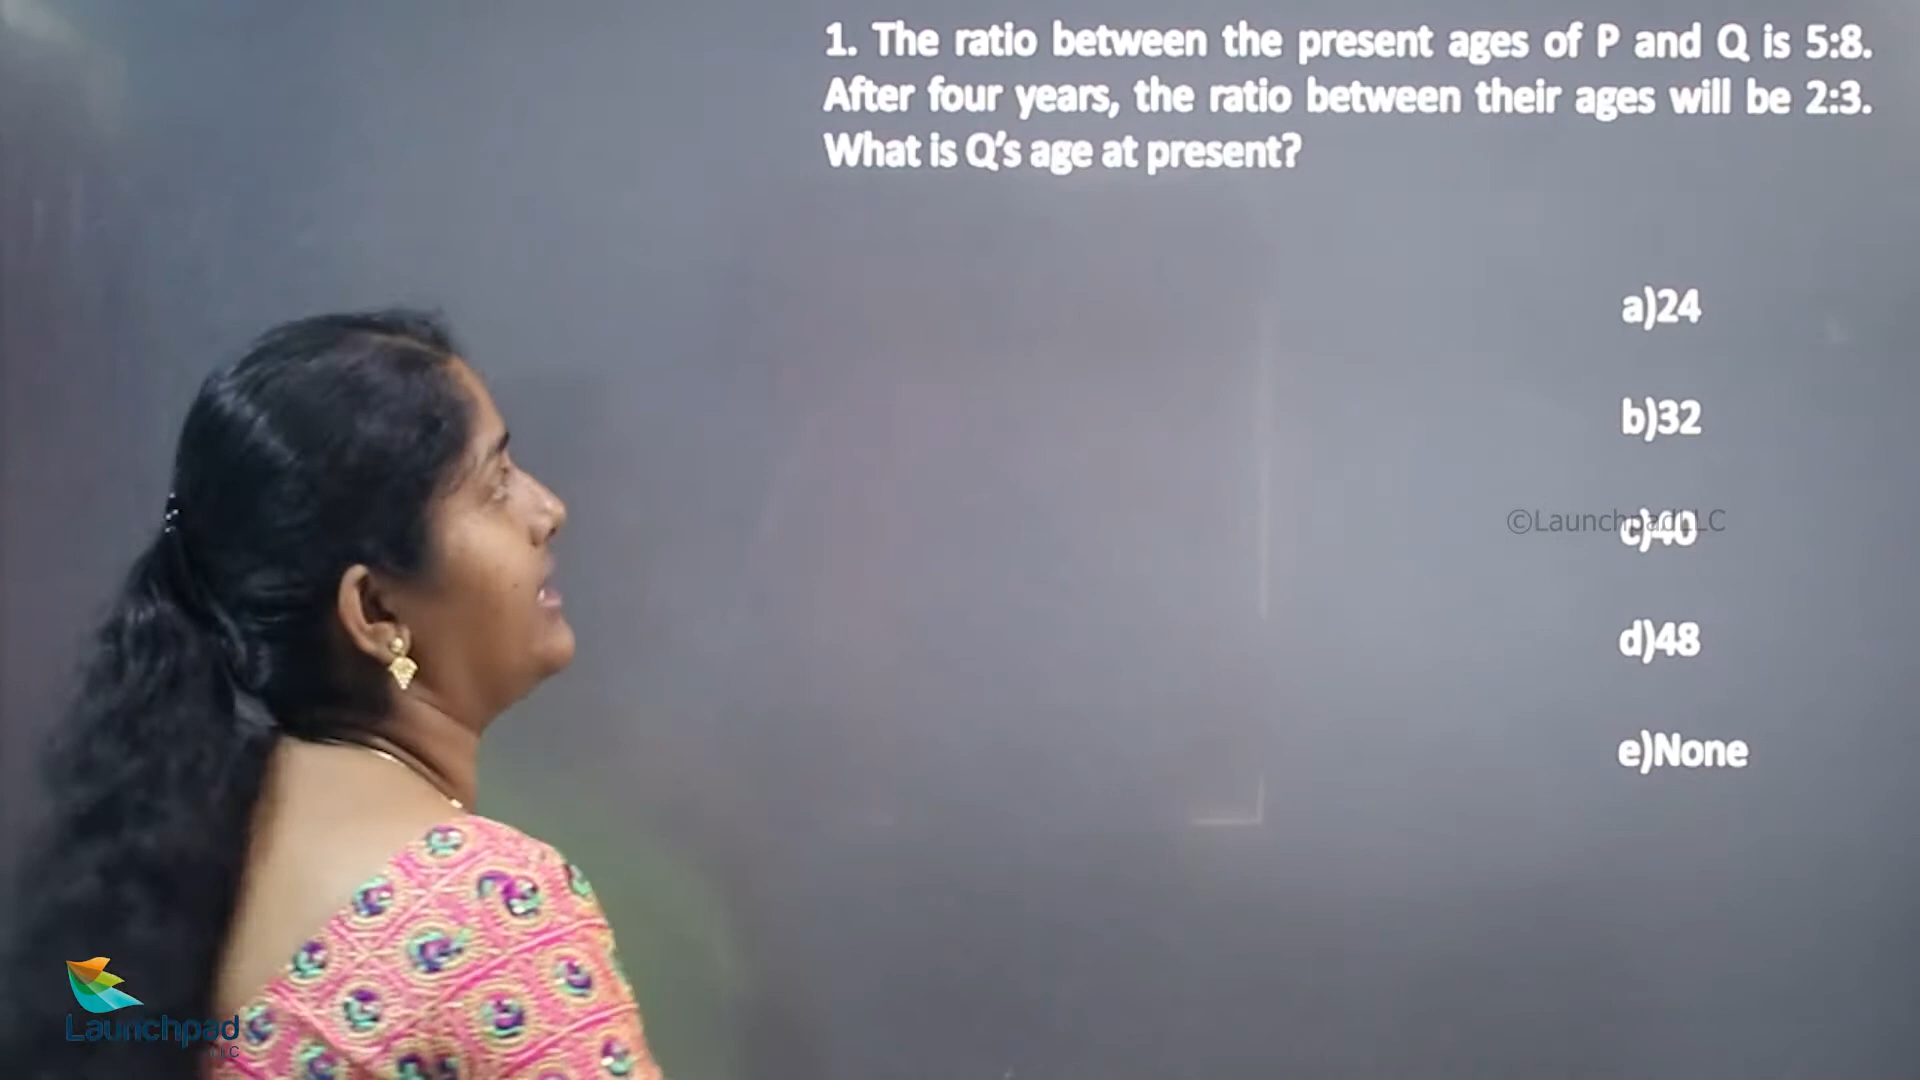 1. The ratio between the present ages of P and Q is 5:8.
After four years, the ratio between their ages will be 2:3.
What is Q's age at present?
a)24
b)32
©LaunchpadLLC
c)40
d)48
e)None
Launchpad
LLC